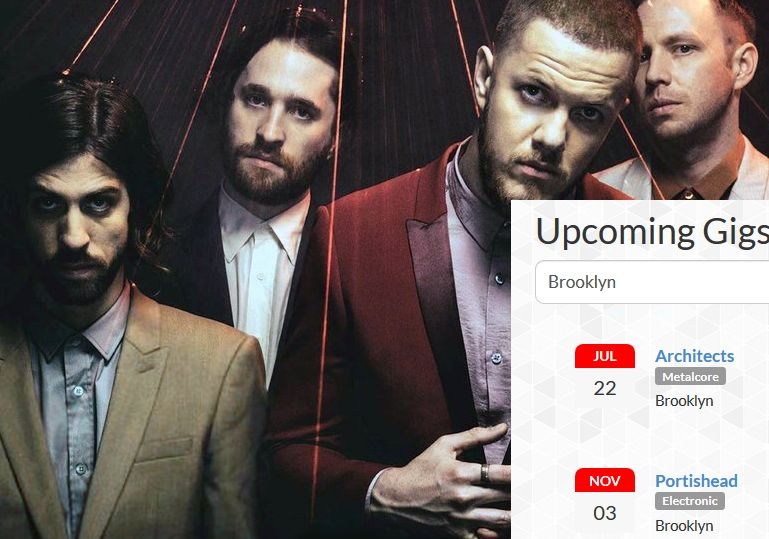 Upcoming Gigs
Brooklyn
JUL
22
Architects
Metalcore
Brooklyn
NOV
03
Portishead
Electronic
Brooklyn